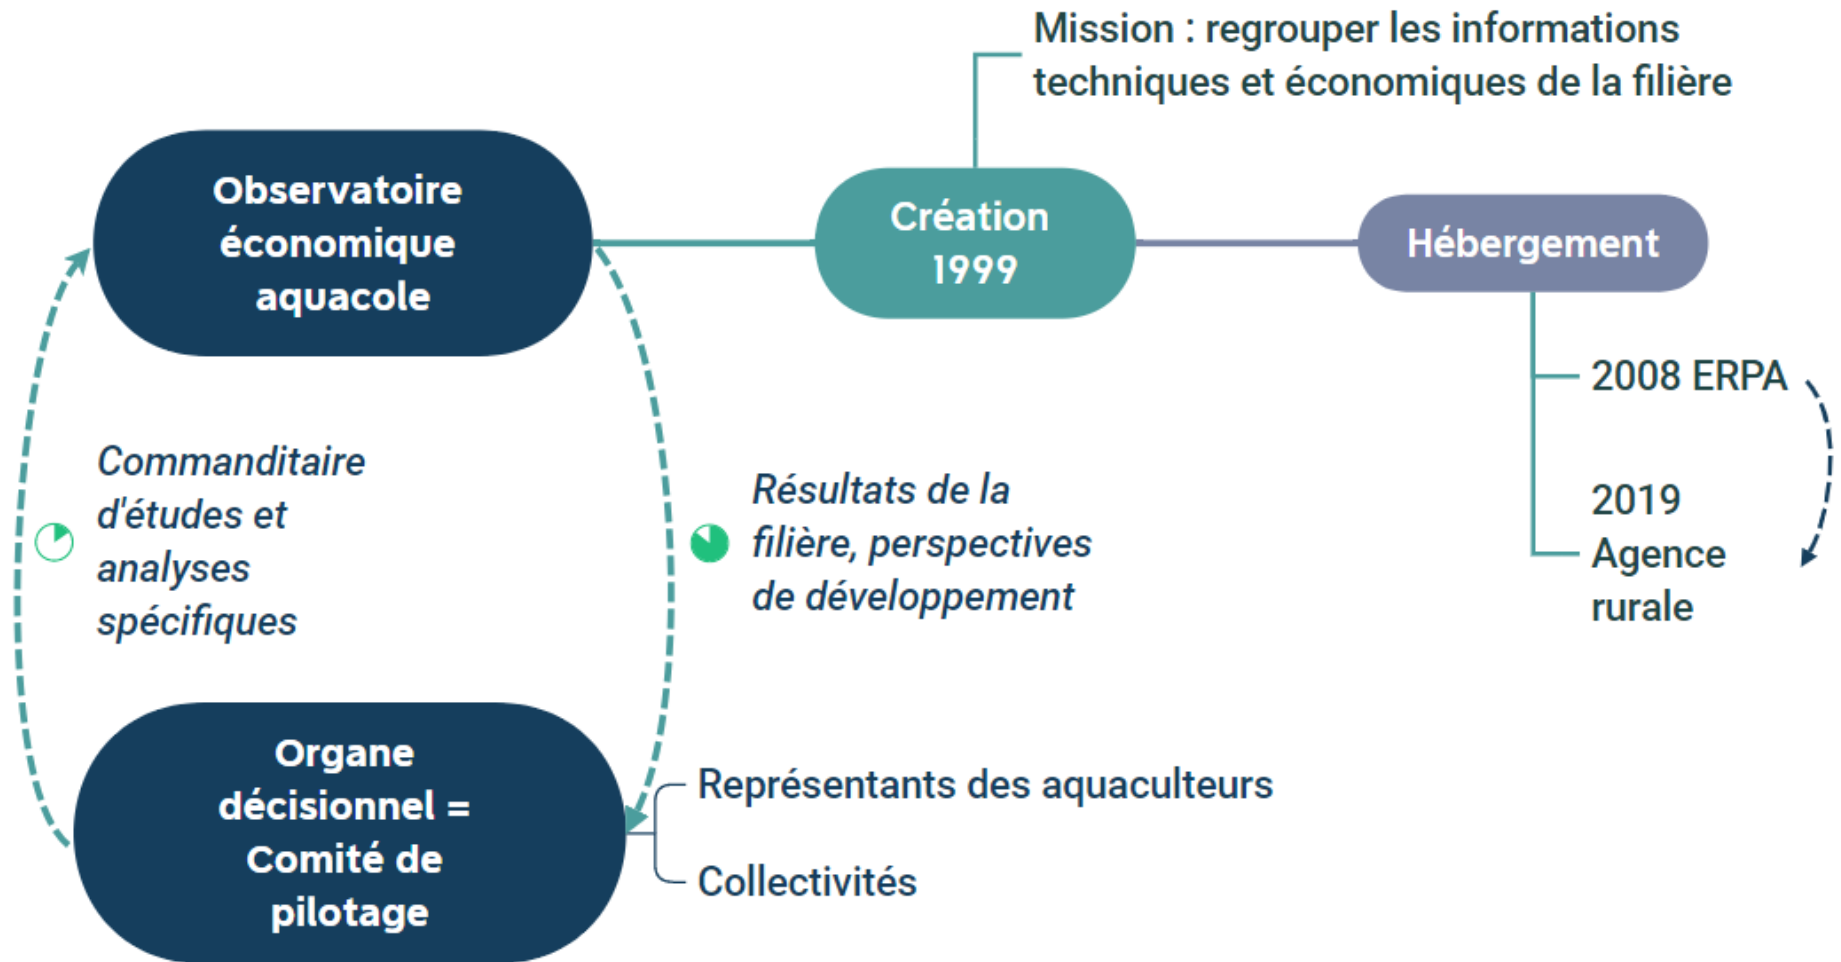 Mission : regrouper les informations
techniques et économiques de la filière
Observatoire
économique
aquacole
Création
1999
Hébergement
2008 ERPA
2019
Agence
rurale
Commanditaire
d'études et
analyses
spécifiques
Résultats de la
filière, perspectives
de développement
Organe
décisionnel =
Comité de
pilotage
Représentants des aquaculteurs
Collectivités